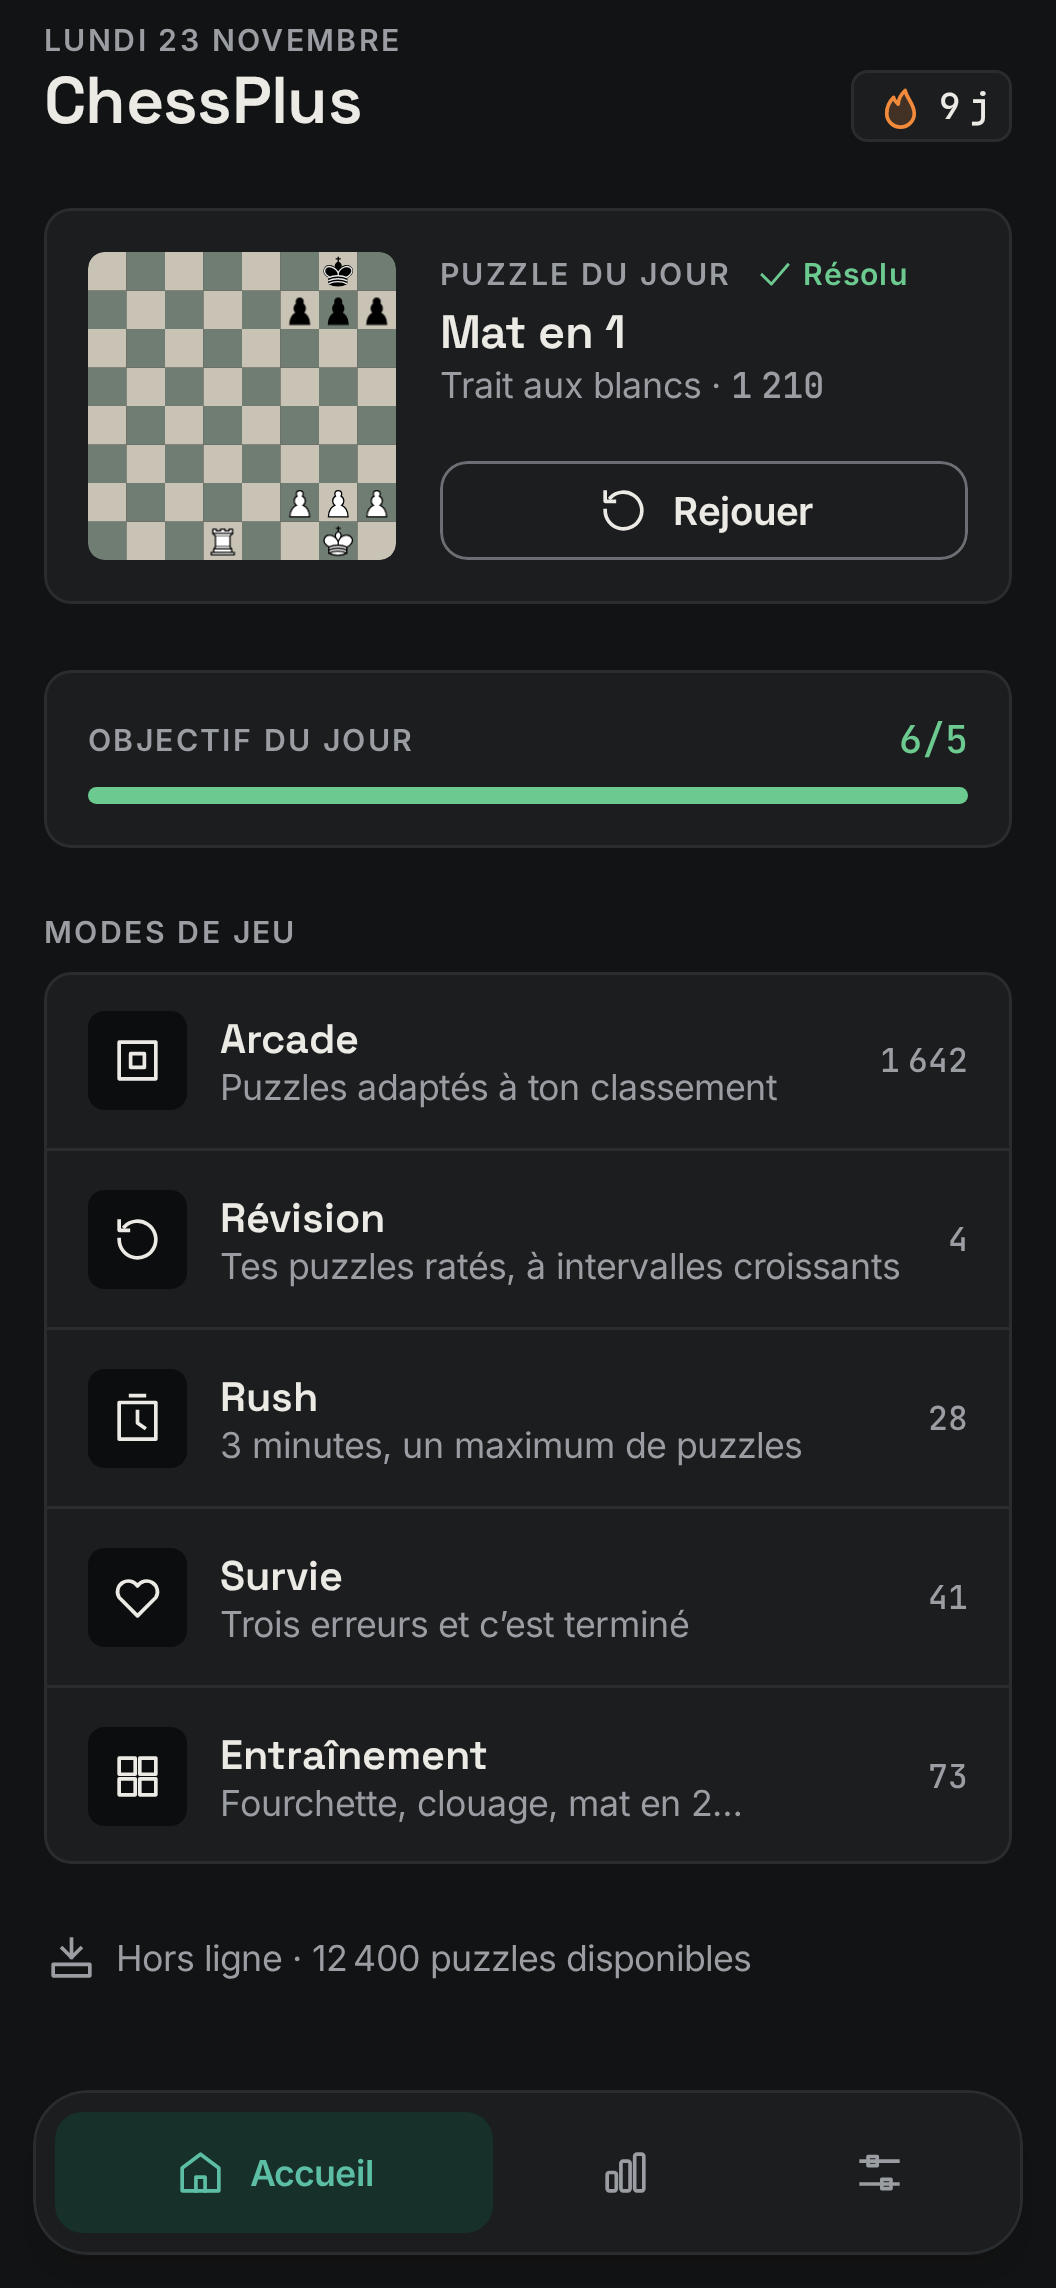 LUNDI 23 NOVEMBRE
ChessPlus
9 j
PUZZLE DU JOUR Résolu
Mat en 1
Trait aux blancs · 1 210
Rejouer
OBJECTIF DU JOUR 6/5
MODES DE JEU
Arcade
Puzzles adaptés à ton classement
1 642
Révision
Tes puzzles ratés, à intervalles croissants
4
Rush
3 minutes, un maximum de puzzles
28
Survie
Trois erreurs et c’est terminé
41
Entraînement
Fourchette, clouage, mat en 2…
73
Hors ligne · 12 400 puzzles disponibles
Accueil